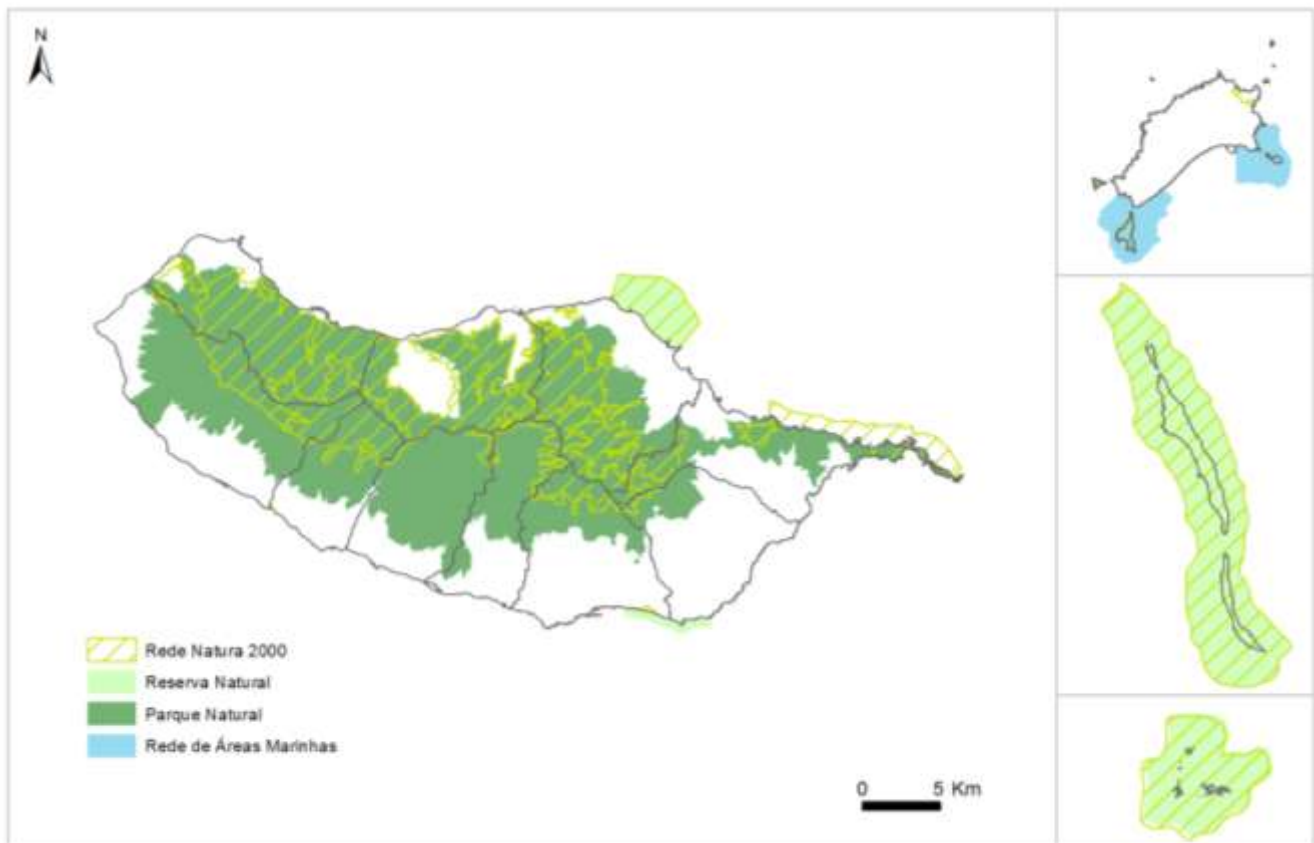 N
Rede Natura 2000
Reserva Natural
Parque Natural
Rede de Áreas Marinhas
0 5 Km